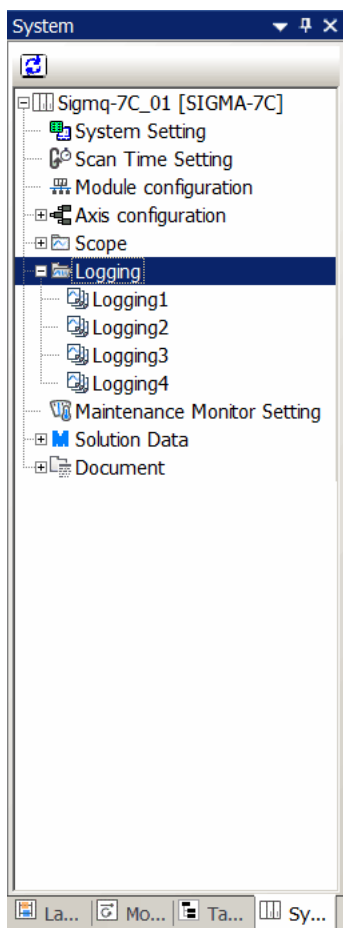 System
Sigmq-7C_01 [SIGMA-7C]
System Setting
Scan Time Setting
Module configuration
Axis configuration
Scope
Logging
Logging1
Logging2
Logging3
Logging4
Maintenance Monitor Setting
Solution Data
Document
La... Mo... Ta... Sy...